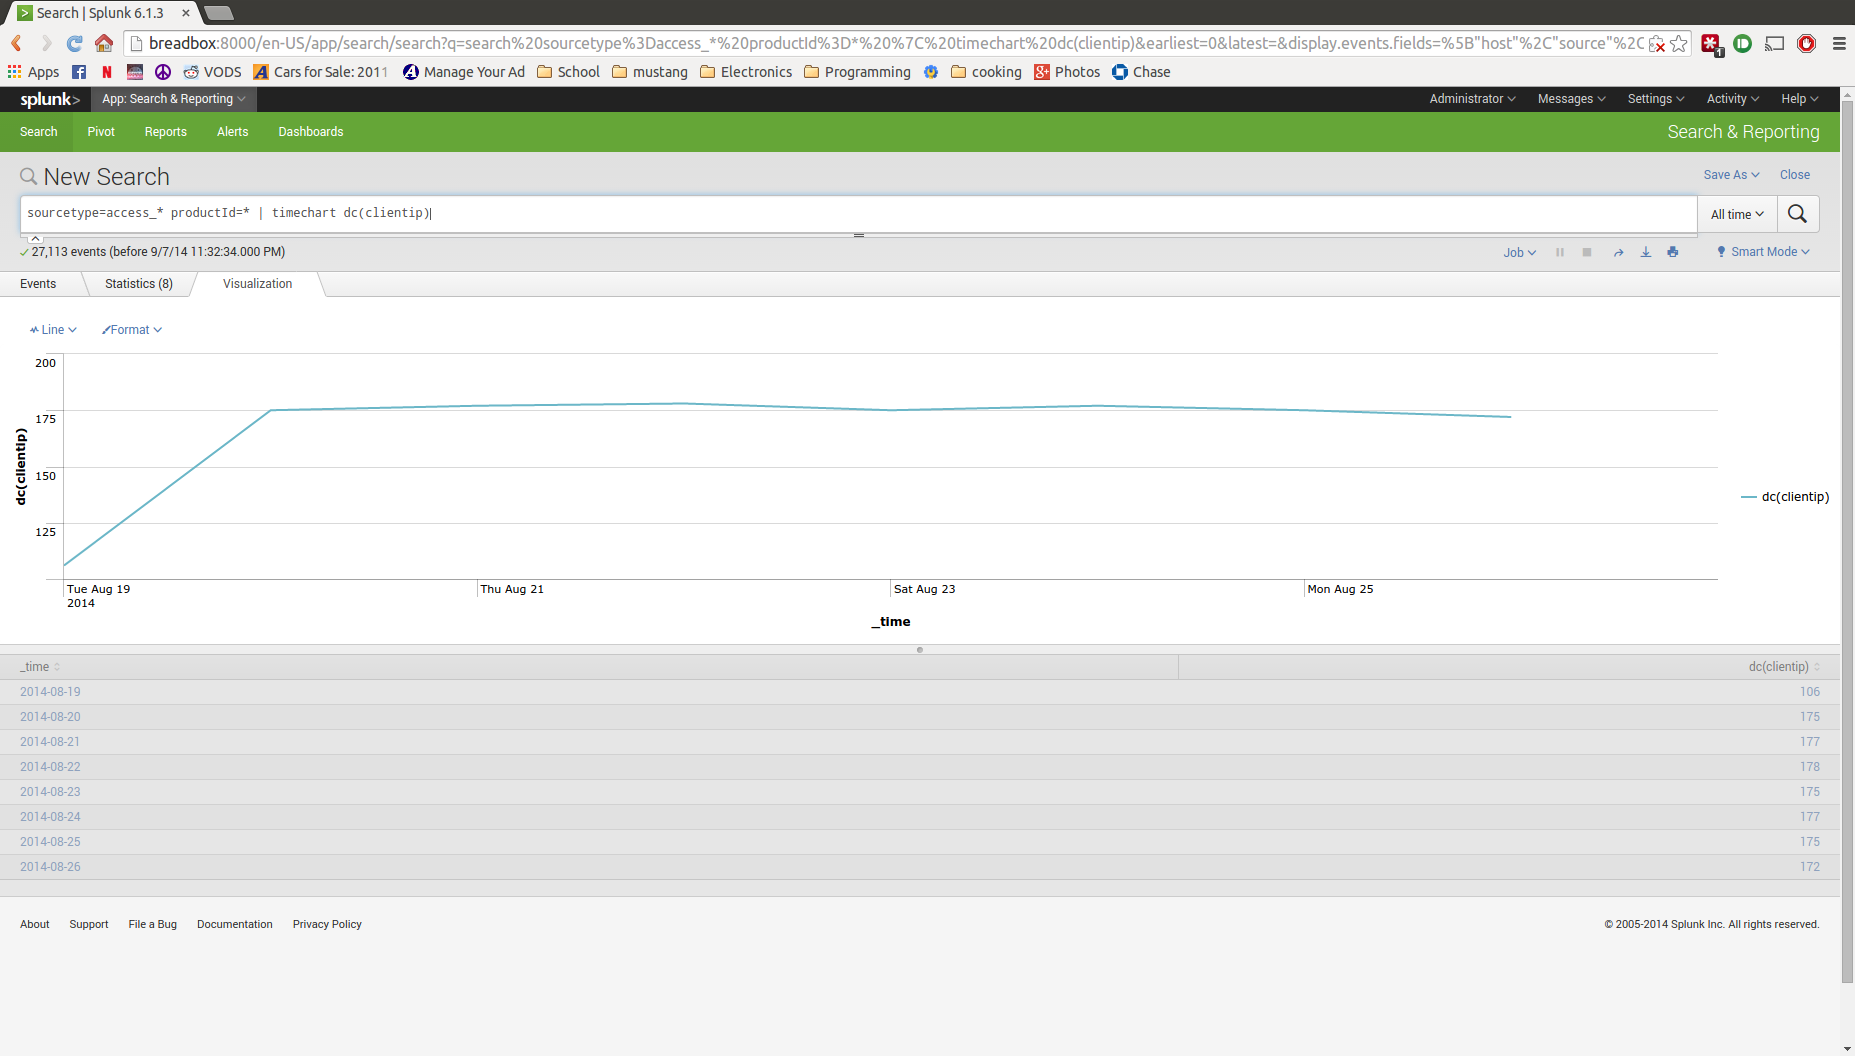 Search | Splunk 6.1.3
breadbox:8000/en-US/app/search/search?q=search%20sourcetype%3Daccess_*%20productId%3D*%20%7C%20timechart%20dc(clientip)&earliest=0&latest=&display.events.fields=%5B"host"%2C"source"%2C
Apps VODS Cars for Sale: 2011 Manage Your Ad School mustang Electronics Programming cooking Photos Chase
splunk> App: Search & Reporting Administrator Messages Settings Activity Help
Search Pivot Reports Alerts Dashboards Search & Reporting
New Search Save As Close
sourcetype=access_* productId=* | timechart dc(clientip) All time
27,113 events (before 9/7/14 11:32:34.000 PM) Job Smart Mode
Events Statistics (8) Visualization
Line Format
200
175
150
125
dc(clientip)
dc(clientip)
Tue Aug 19 Thu Aug 21 Sat Aug 23 Mon Aug 25
2014
_time
_time dc(clientip)
2014-08-19 106
2014-08-20 175
2014-08-21 177
2014-08-22 178
2014-08-23 175
2014-08-24 177
2014-08-25 175
2014-08-26 172
About Support File a Bug Documentation Privacy Policy © 2005-2014 Splunk Inc. All rights reserved.